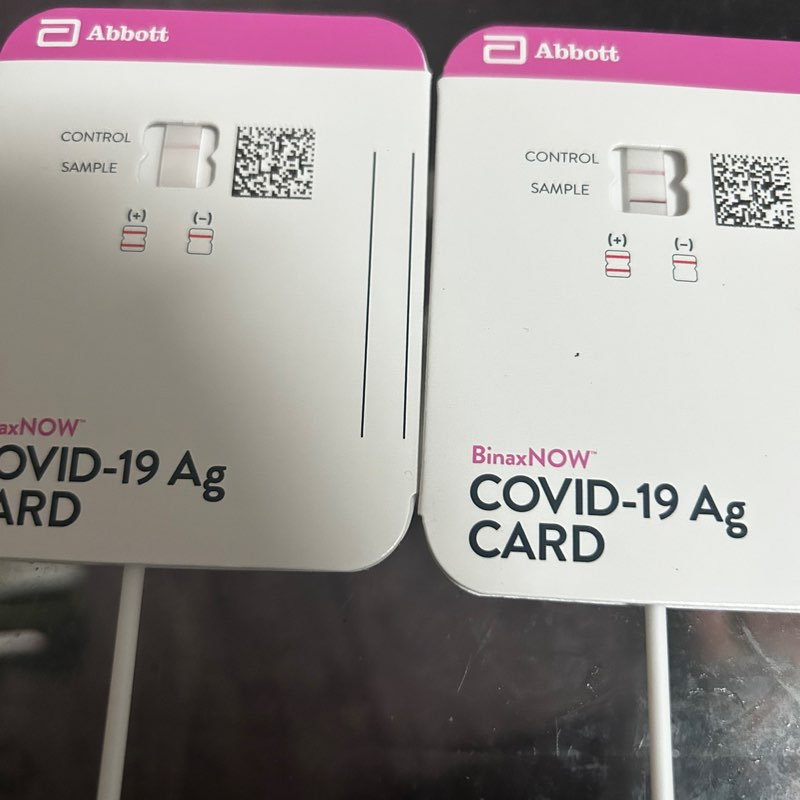 Abbott
CONTROL
SAMPLE
(+) (-)
axNOW™
OVID-19 Ag
ARD
Abbott
CONTROL
SAMPLE
(+) (-)
BinaxNOW™
COVID-19 Ag
CARD